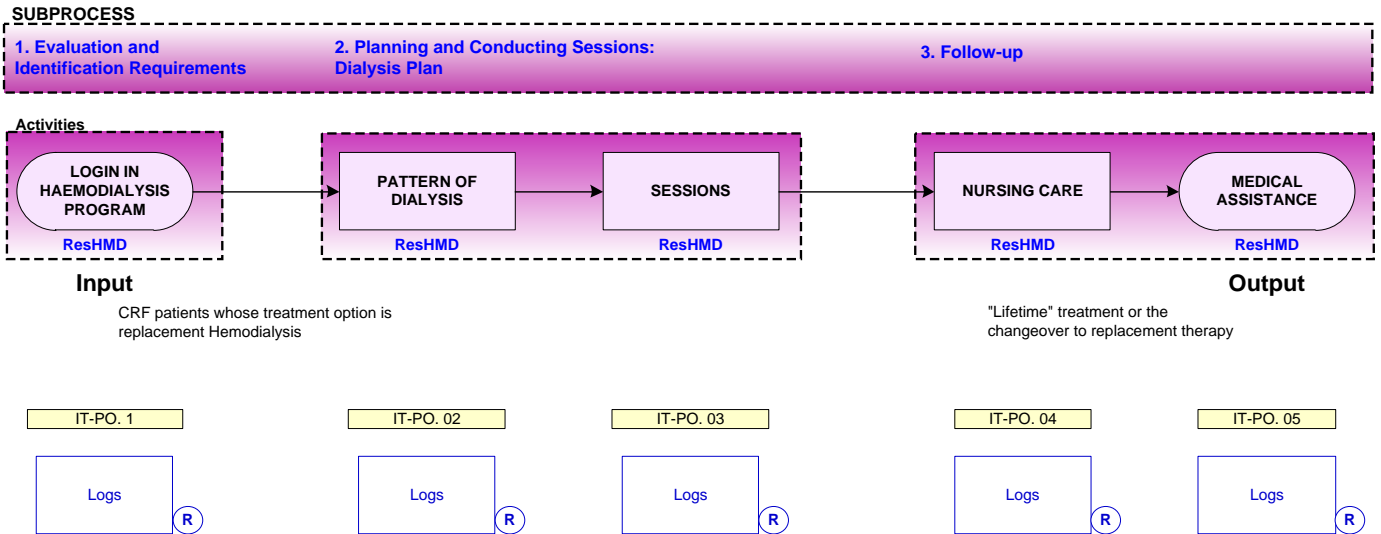 SUBPROCESS
1. Evaluation and
Identification Requirements
2. Planning and Conducting Sessions:
Dialysis Plan
3. Follow-up
Activities
LOGIN IN
HAEMODIALYSIS
PROGRAM
ResHMD
PATTERN OF
DIALYSIS
ResHMD
SESSIONS
ResHMD
NURSING CARE
ResHMD
MEDICAL
ASSISTANCE
ResHMD
Input
CRF patients whose treatment option is
replacement Hemodialysis
Output
"Lifetime" treatment or the
changeover to replacement therapy
IT-PO. 1
IT-PO. 02
IT-PO. 03
IT-PO. 04
IT-PO. 05
Logs
R
Logs
R
Logs
R
Logs
R
Logs
R